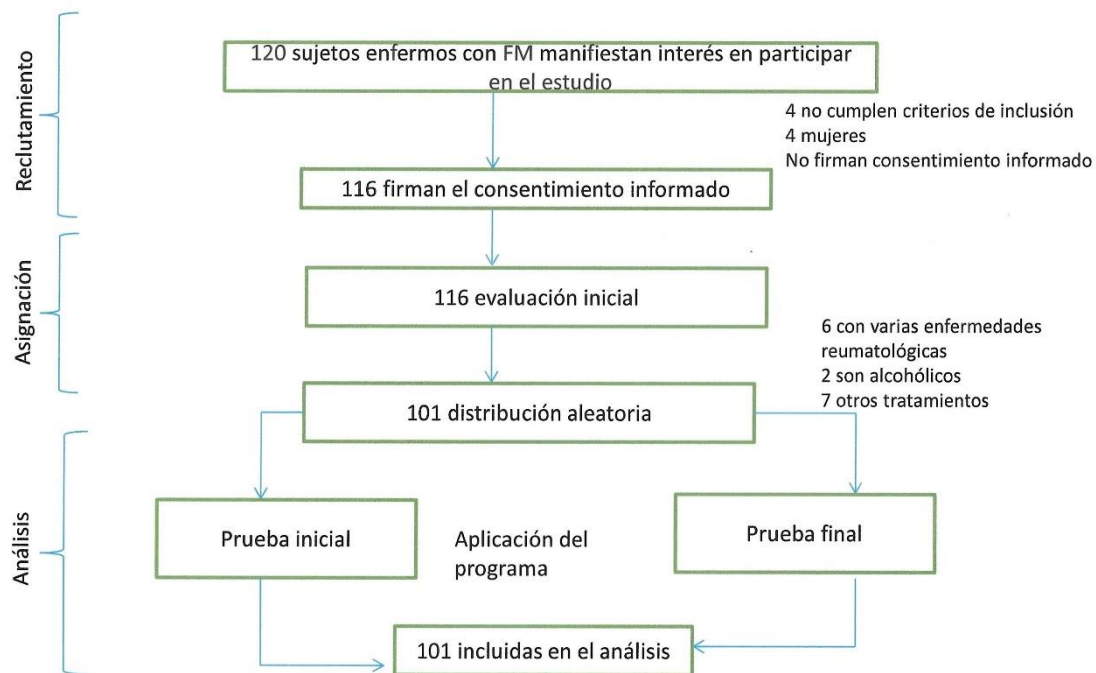 Reclutamiento
120 sujetos enfermos con FM manifiestan interés en participar
en el estudio
4 no cumplen criterios de inclusión
4 mujeres
No firman consentimiento informado
116 firman el consentimiento informado
Asignación
116 evaluación inicial
6 con varias enfermedades
reumatológicas
2 son alcohólicos
7 otros tratamientos
101 distribución aleatoria
Análisis
Prueba inicial
Aplicación del
programa
Prueba final
101 incluidas en el análisis